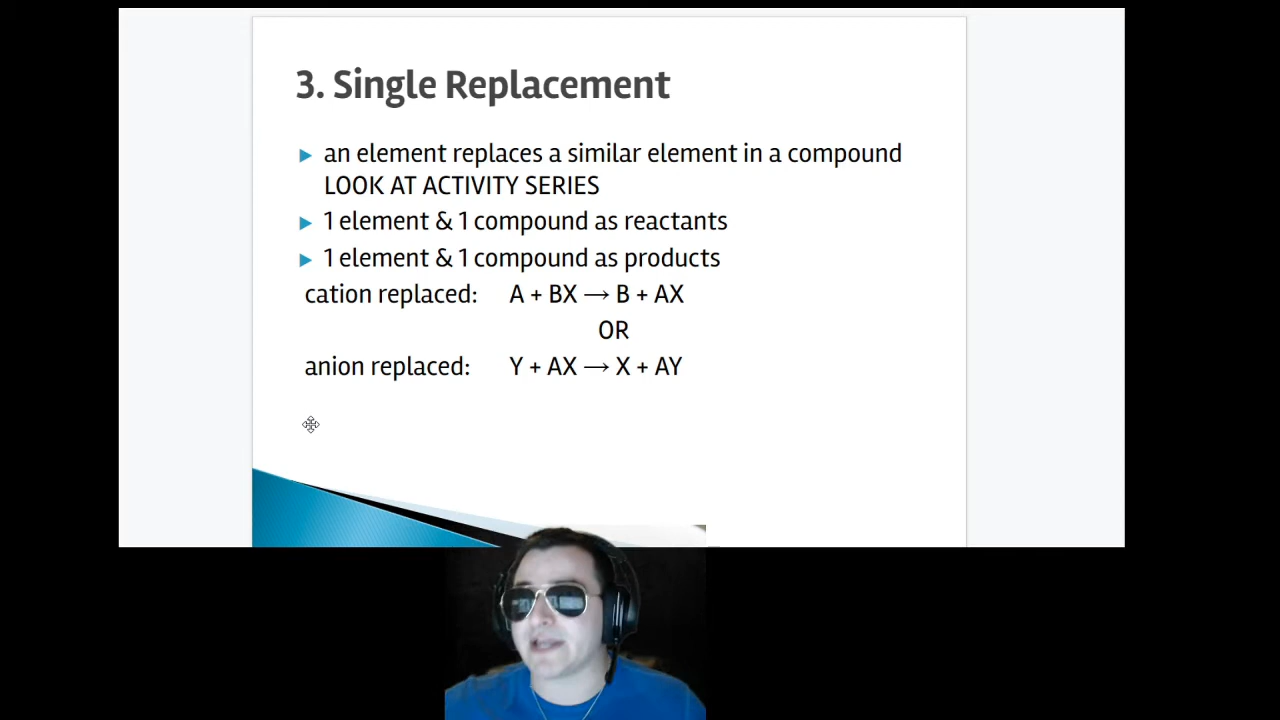 3. Single Replacement
an element replaces a similar element in a compound
LOOK AT ACTIVITY SERIES
1 element & 1 compound as reactants
1 element & 1 compound as products
cation replaced: A + BX → B + AX
OR
anion replaced: Y + AX → X + AY